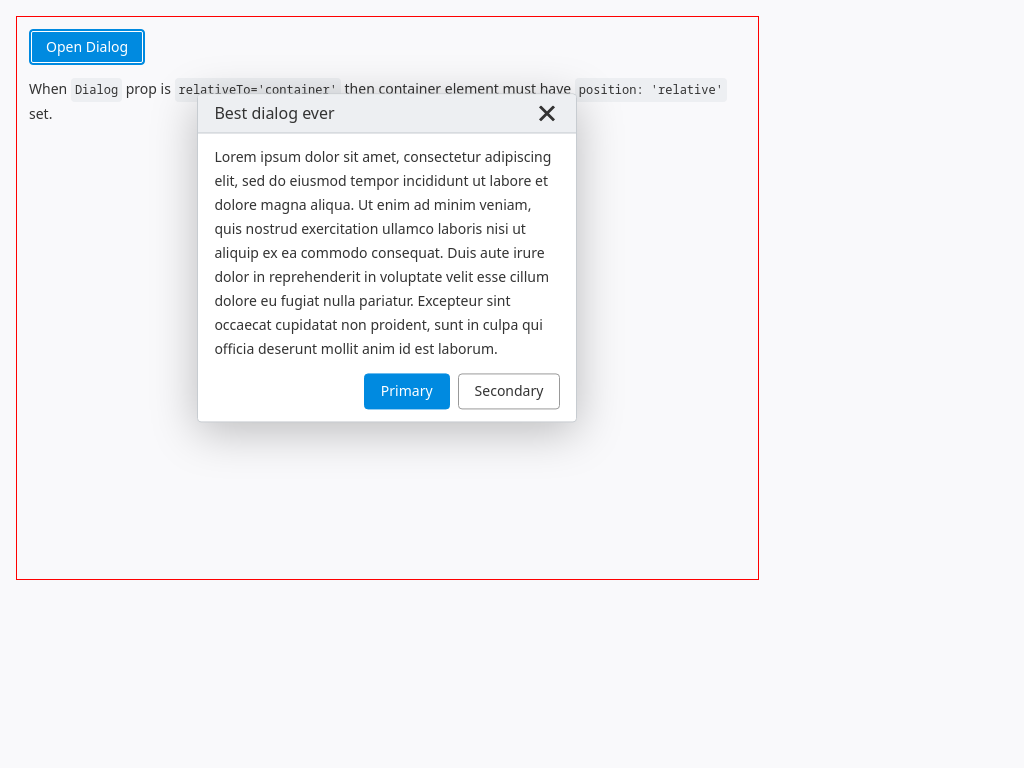 Open Dialog
When Dialog prop is relativeTo='container' then container element must have position: 'relative'
set.
Best dialog ever
Lorem ipsum dolor sit amet, consectetur adipiscing
elit, sed do eiusmod tempor incididunt ut labore et
dolore magna aliqua. Ut enim ad minim veniam,
quis nostrud exercitation ullamco laboris nisi ut
aliquip ex ea commodo consequat. Duis aute irure
dolor in reprehenderit in voluptate velit esse cillum
dolore eu fugiat nulla pariatur. Excepteur sint
occaecat cupidatat non proident, sunt in culpa qui
officia deserunt mollit anim id est laborum.
Primary Secondary